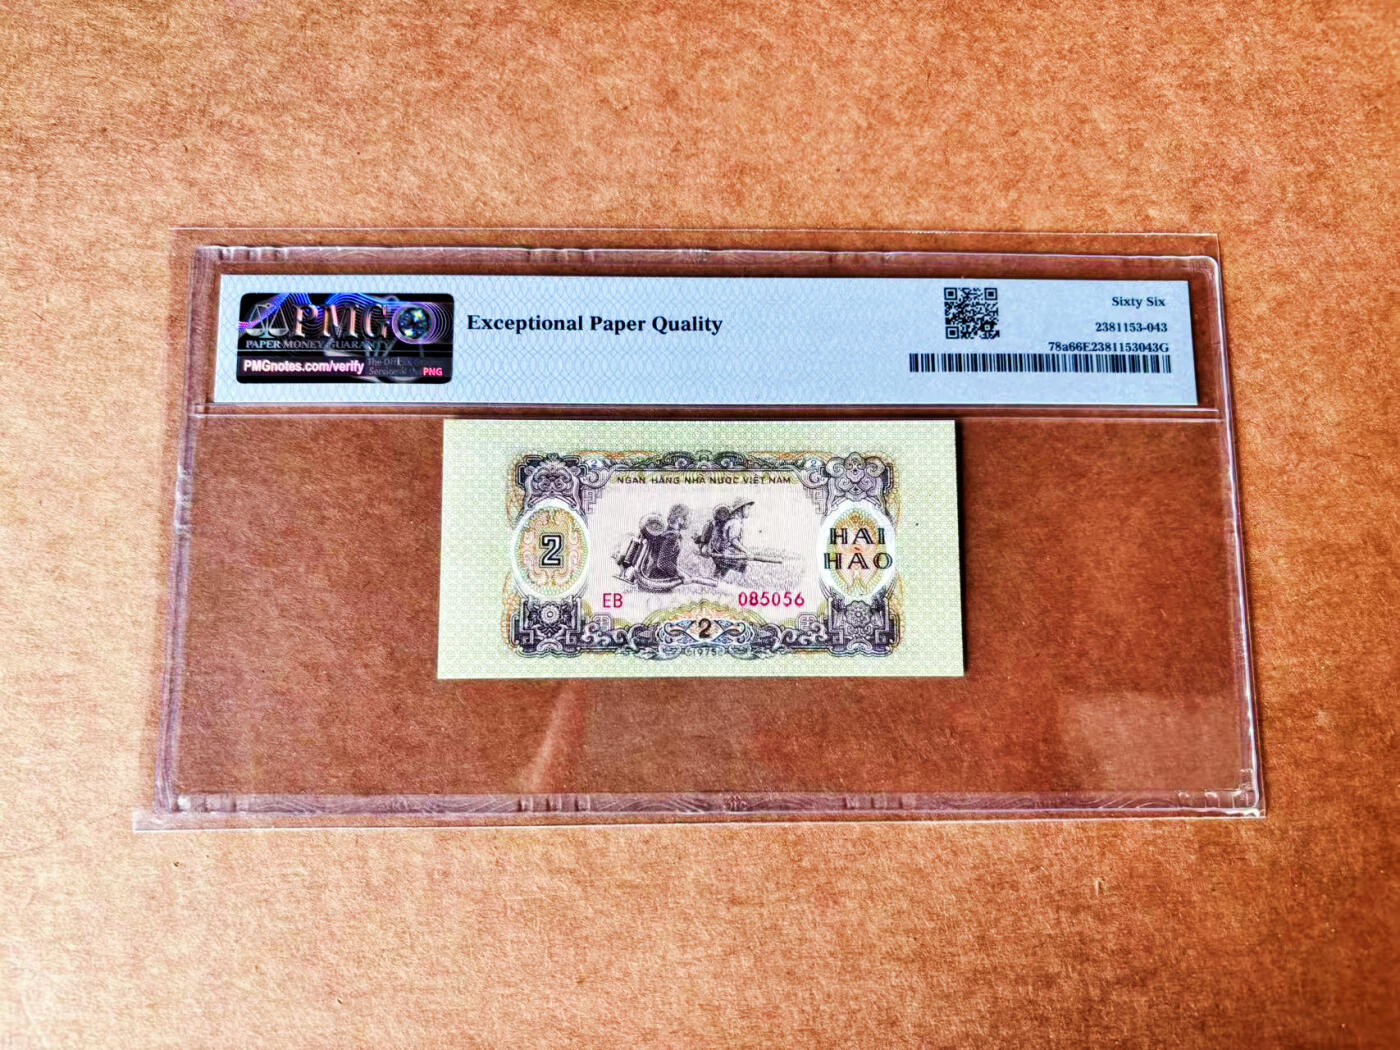 PMG
PAPER MONEY GUARANTY
PMGnotes.com/verify
PNG
Exceptional Paper Quality
Sixty Six
2381153-043
78a66E2381153043G
NGÂN HÀNG NHÀ NƯỚC VIỆT NAM
2
HAI
HÀO
EB
085056
2
1975